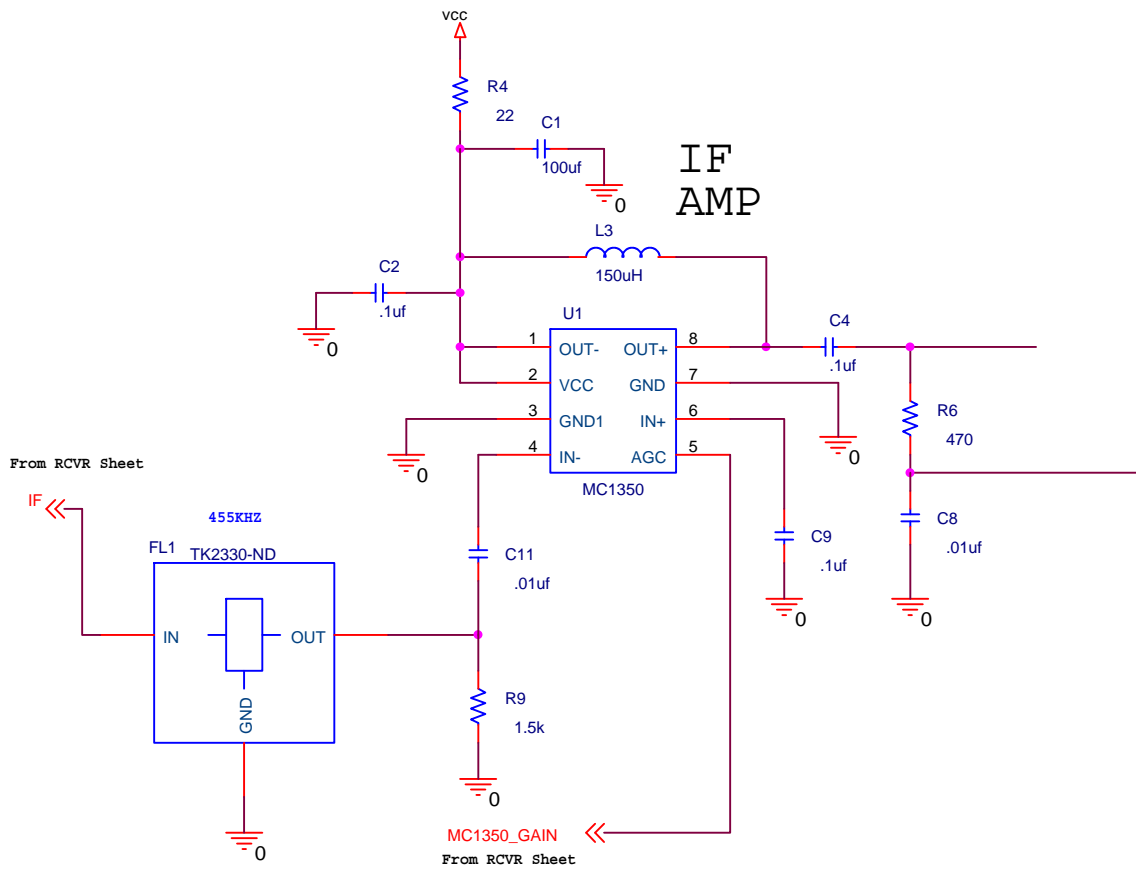 VCC
R4
22
C1
100uf
0
IF
AMP
L3
150uH
C2
.1uf
0
U1
C4
.1uf
1
OUT-
OUT+
8
2
VCC
GND
7
3
GND1
IN+
6
4
IN-
AGC
5
MC1350
0
0
R6
470
From RCVR Sheet
IF
455KHZ
FL1
TK2330-ND
IN
OUT
GND
0
C11
.01uf
C9
.1uf
0
C8
.01uf
0
R9
1.5k
0
MC1350_GAIN
From RCVR Sheet